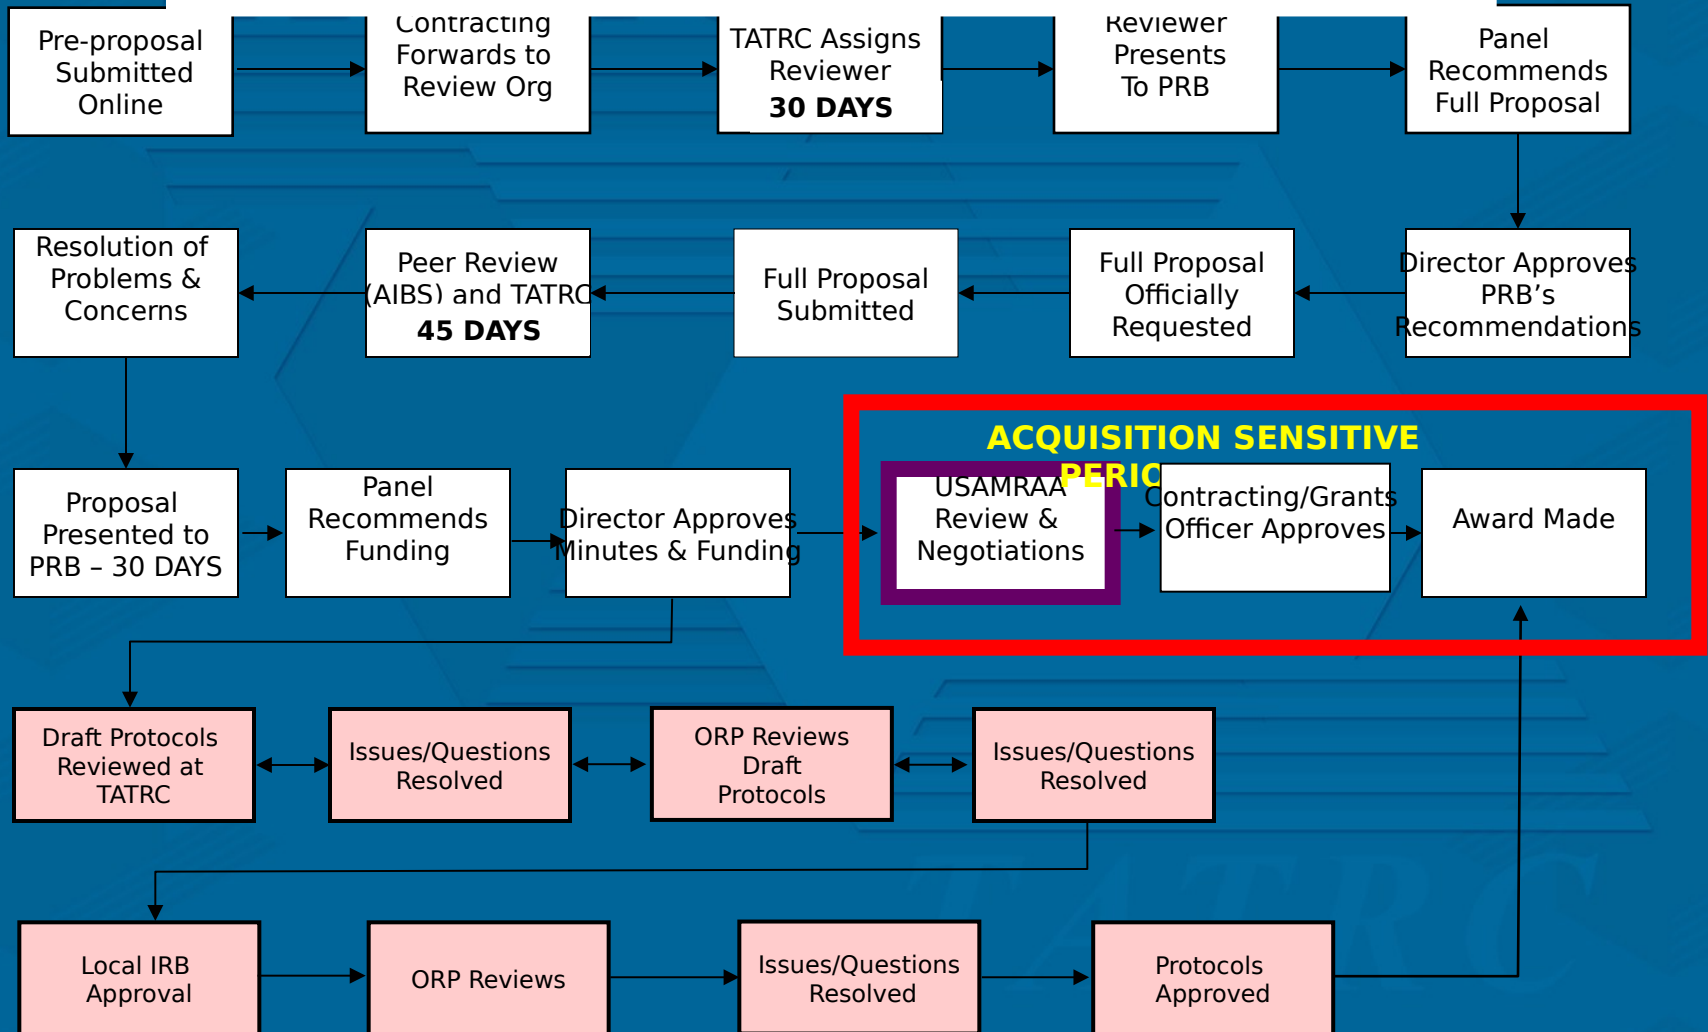 Pre-proposal
Submitted
Online
Contracting
Forwards to
Review Org
TATRC Assigns
Reviewer
30 DAYS
Reviewer
Presents
To PRB
Panel
Recommends
Full Proposal
Resolution of
Problems &
Concerns
Peer Review
(AIBS) and TATRC
45 DAYS
Full Proposal
Submitted
Full Proposal
Officially
Requested
Director Approves
PRB’s
Recommendations
ACQUISITION SENSITIVE
Proposal
Presented to
PRB – 30 DAYS
Panel
Recommends
Funding
Director Approves
Minutes & Funding
USAMRAA
Review &
Negotiations
Contracting/Grants
Officer Approves
Award Made
Draft Protocols
Reviewed at
TATRC
Issues/Questions
Resolved
ORP Reviews
Draft
Protocols
Issues/Questions
Resolved
TATRC
Local IRB
Approval
ORP Reviews
Issues/Questions
Resolved
Protocols
Approved